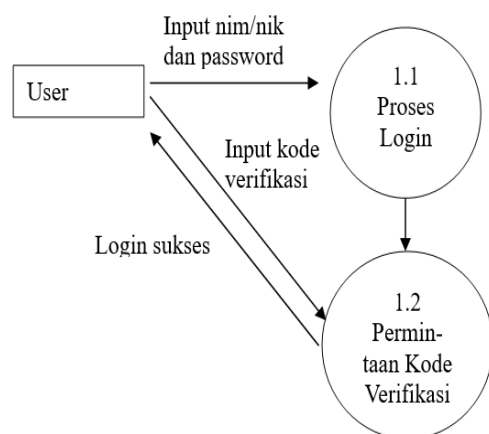 Input nim/nik
dan password
User
1.1
Proses
Login
Input kode
verifikasi
Login sukses
1.2
Permin-
taan Kode
Verifikasi